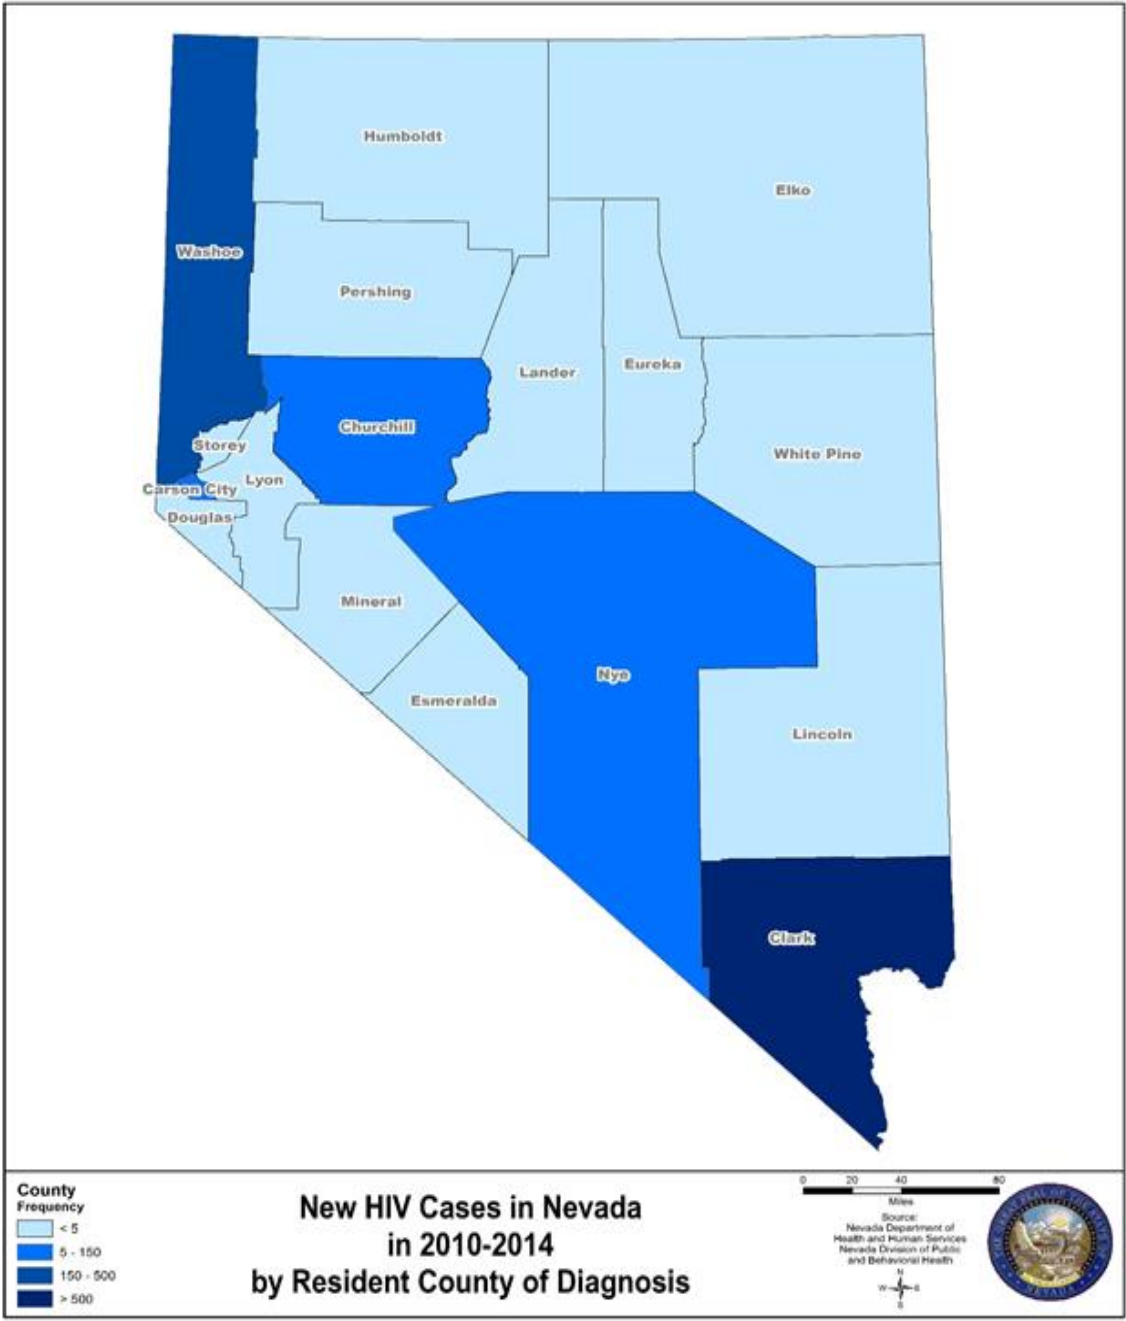 Humboldt
Elko
Washoe
Pershing
Lander
Eureka
Churchill
Storey
White Pine
Lyon
Carson City
Douglas
Mineral
Nye
Esmeralda
Lincoln
Clark
County
Frequency
< 5
5 - 150
150 - 500
> 500
New HIV Cases in Nevada
in 2010-2014
by Resident County of Diagnosis
0 20 40 80
Miles
Source:
Nevada Department of
Health and Human Services
Nevada Division of Public
and Behavioral Health
N
W E
S
NEVADA